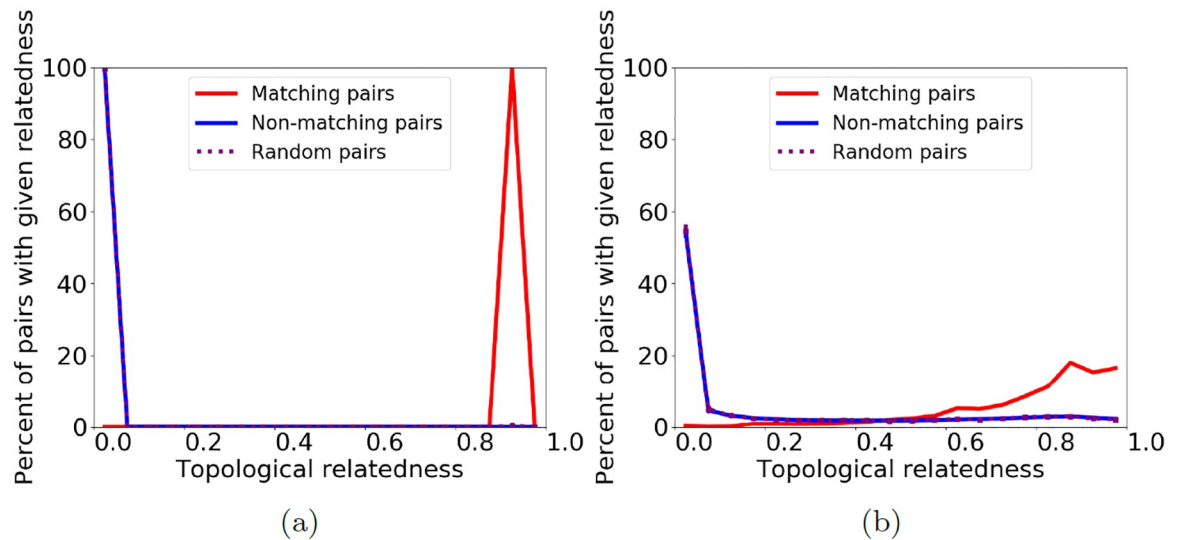 Percent of pairs with given relatedness
100
80
60
40
20
0
Matching pairs
Non-matching pairs
Random pairs
0.0 0.2 0.4 0.6 0.8 1.0
Topological relatedness
(a)
Percent of pairs with given relatedness
100
80
60
40
20
0
Matching pairs
Non-matching pairs
Random pairs
0.0 0.2 0.4 0.6 0.8 1.0
Topological relatedness
(b)